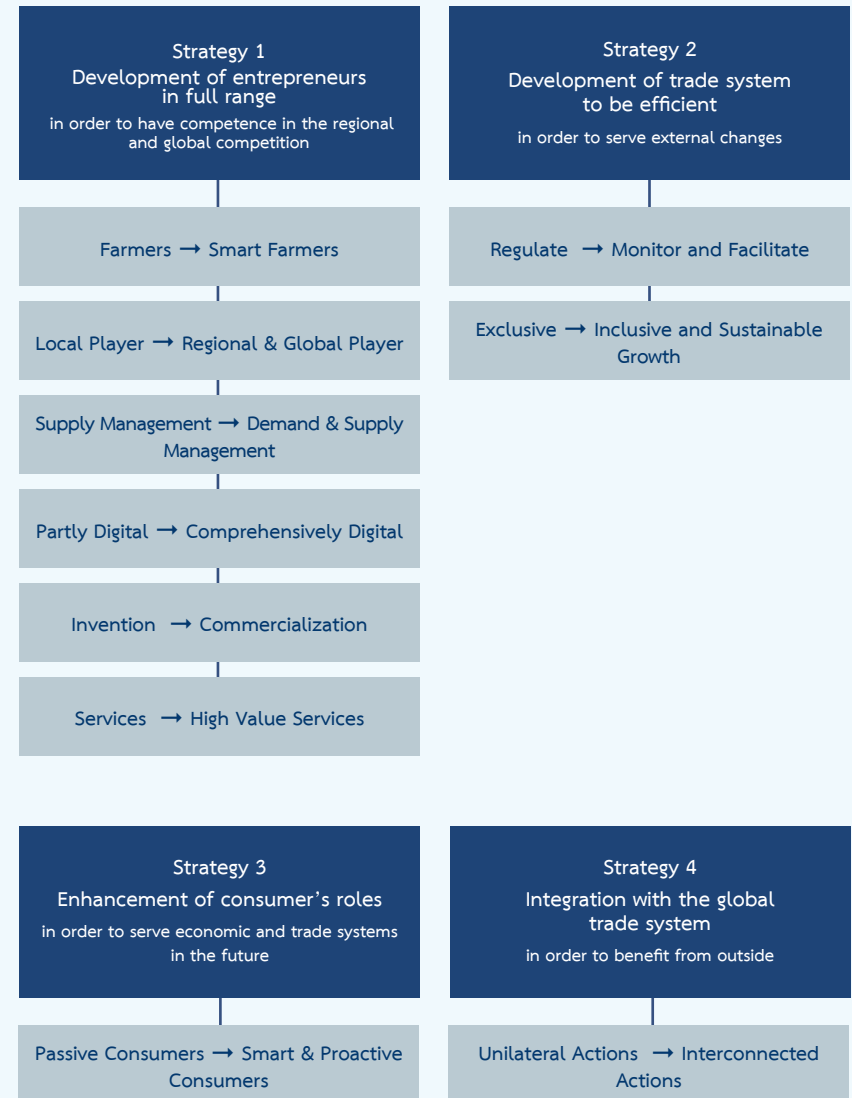 Strategy 1
Development of entrepreneurs
in full range
in order to have competence in the regional
and global competition
Farmers → Smart Farmers
Local Player → Regional & Global Player
Supply Management → Demand & Supply
Management
Partly Digital → Comprehensively Digital
Invention → Commercialization
Services → High Value Services
Strategy 2
Development of trade system
to be efficient
in order to serve external changes
Regulate → Monitor and Facilitate
Exclusive → Inclusive and Sustainable
Growth
Strategy 3
Enhancement of consumer's roles
in order to serve economic and trade systems
in the future
Passive Consumers → Smart & Proactive
Consumers
Strategy 4
Integration with the global
trade system
in order to benefit from outside
Unilateral Actions → Interconnected
Actions